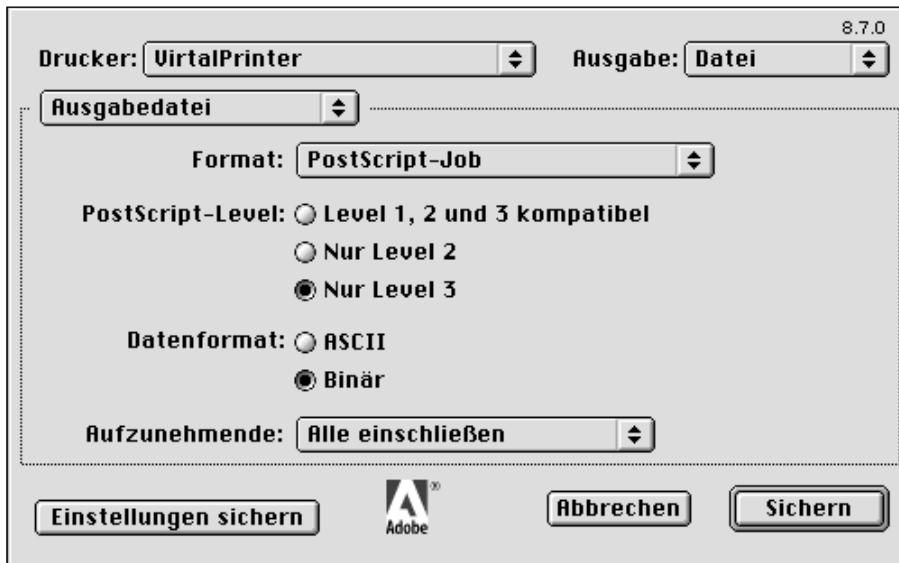 8.7.0
Drucker: VirtalPrinter Ausgabe: Datei
Ausgabedatei
Format: PostScript-Job
PostScript-Level: Level 1, 2 und 3 kompatibel
Nur Level 2
Nur Level 3
Datenformat: ASCII
Binär
Aufzunehmende: Alle einschließen
Einstellungen sichern Adobe® Abbrechen Sichern